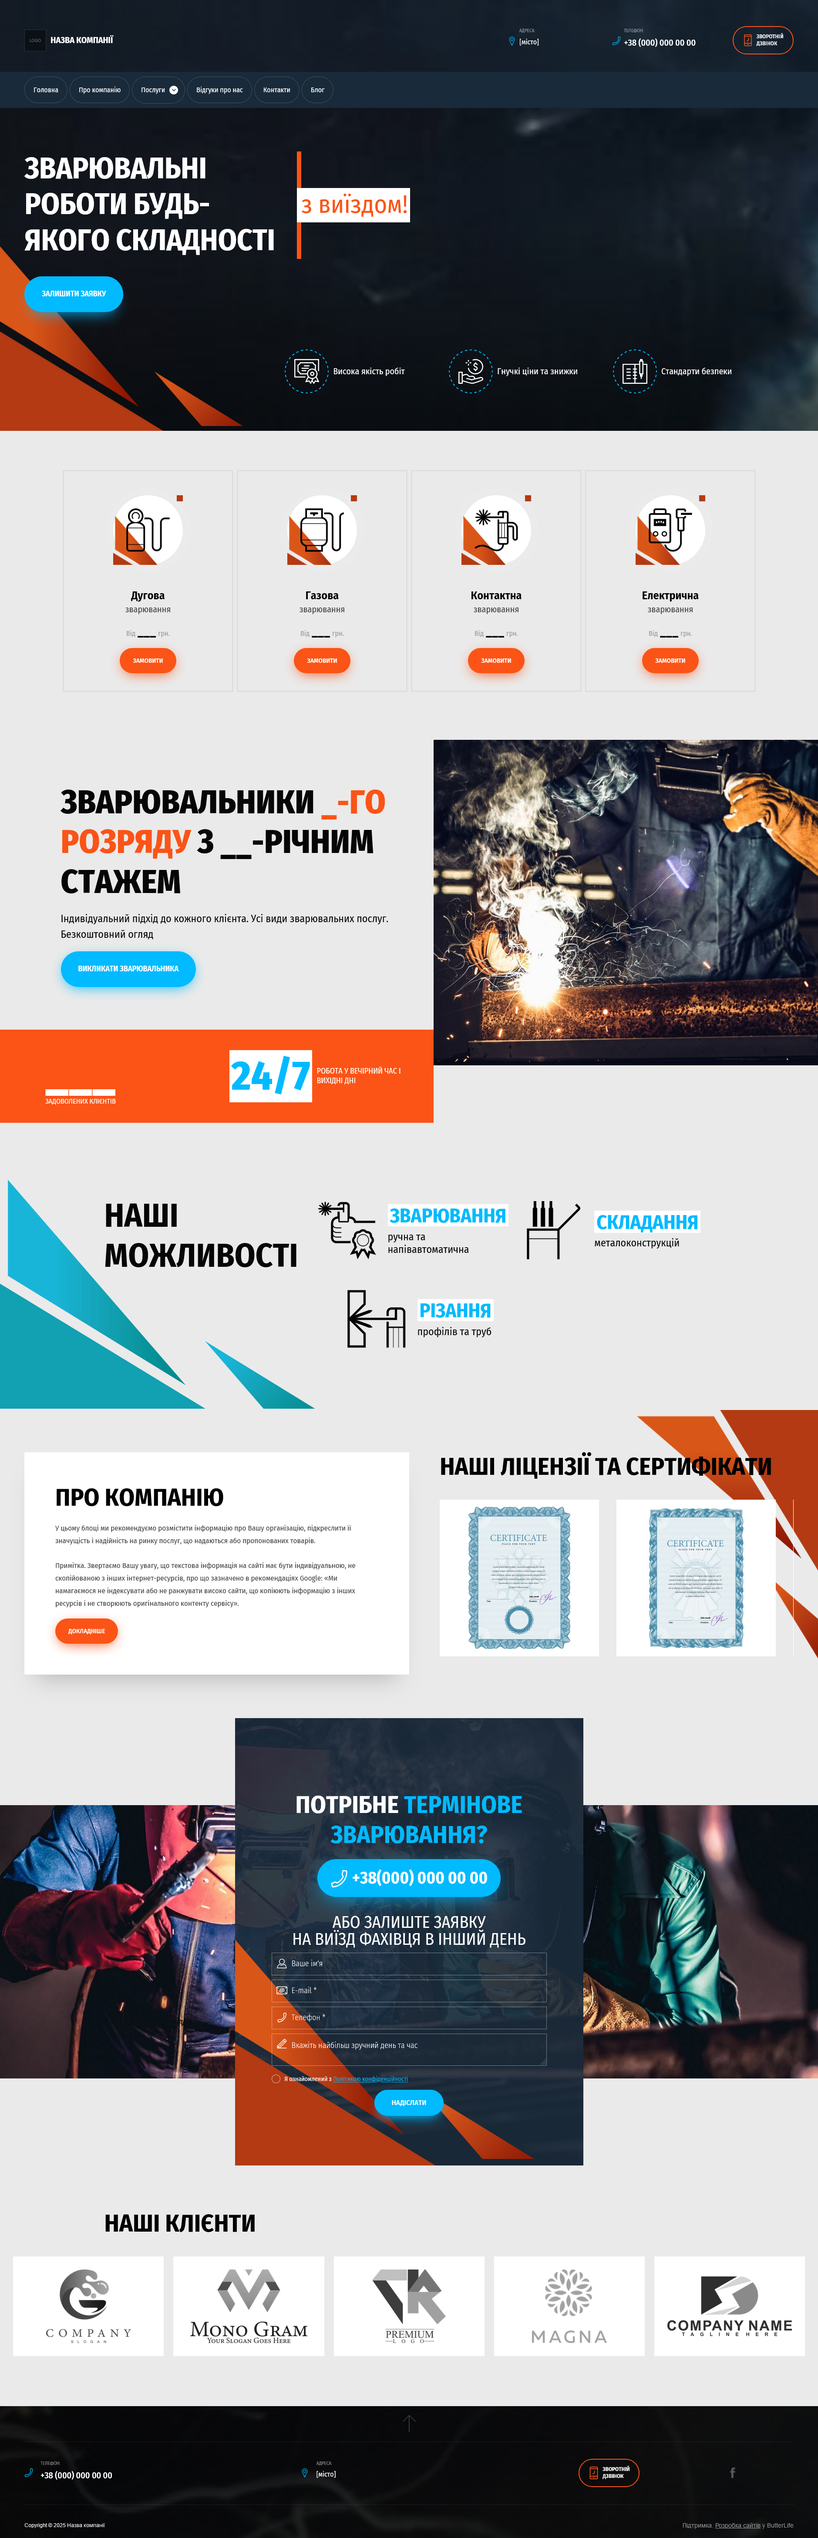 LOGO
НАЗВА КОМПАНІЇ
АДРЕСА:
[місто]
ТЕЛЕФОН:
+38 (000) 000 00 00
ЗВОРОТНІЙ
ДЗВІНОК
Головна
Про компанію
Послуги
Відгуки про нас
Контакти
Блог
ЗВАРЮВАЛЬНІ
РОБОТИ БУДЬ-
ЯКОГО СКЛАДНОСТІ
з виїздом!
ЗАЛИШИТИ ЗАЯВКУ
Висока якість робіт
Гнучкі ціни та знижки
Стандарти безпеки
Дугова
зварювання
Від ___ грн.
ЗАМОВИТИ
Газова
зварювання
Від ___ грн.
ЗАМОВИТИ
Контактна
зварювання
Від ___ грн.
ЗАМОВИТИ
Електрична
зварювання
Від ___ грн.
ЗАМОВИТИ
ЗВАРЮВАЛЬНИКИ _-ГО
РОЗРЯДУ З __-РІЧНИМ
СТАЖЕМ
Індивідуальний підхід до кожного клієнта. Усі види зварювальних послуг.
Безкоштовний огляд
ВИКЛИКАТИ ЗВАРЮВАЛЬНИКА
___
ЗАДОВОЛЕНИХ КЛІЄНТІВ
24/7
РОБОТА У ВЕЧІРНИЙ ЧАС І
ВИХІДНІ ДНІ
НАШІ
МОЖЛИВОСТІ
ЗВАРЮВАННЯ
ручна та
напівавтоматична
СКЛАДАННЯ
металоконструкцій
РІЗАННЯ
профілів та труб
ПРО КОМПАНІЮ
У цьому блоці ми рекомендуємо розмістити інформацію про Вашу організацію, підкреслити її
значущість і надійність на ринку послуг, що надаються або пропонованих товарів.
Примітка. Звертаємо Вашу увагу, що текстова інформація на сайті має бути індивідуальною, не
скопійованою з інших інтернет-ресурсів, про що зазначено в рекомендаціях Google: «Ми
намагаємося не індексувати або не ранжувати високо сайти, що копіюють інформацію з інших
ресурсів і не створюють оригінального контенту сервісу».
ДОКЛАДНІШЕ
НАШІ ЛІЦЕНЗІЇ ТА СЕРТИФІКАТИ
CERTIFICATE
PLACE FOR YOUR TEXT
CERTIFICATE
PLACE FOR YOUR TEXT
ПОТРІБНЕ ТЕРМІНОВЕ
ЗВАРЮВАННЯ?
+38(000) 000 00 00
АБО ЗАЛИШТЕ ЗАЯВКУ
НА ВИЇЗД ФАХІВЦЯ В ІНШИЙ ДЕНЬ
Ваше ім'я
E-mail *
Телефон *
Вкажіть найбільш зручний день та час
Я ознайомлений з Політикою конфіденційності
НАДІСЛАТИ
НАШІ КЛІЄНТИ
COMPANY
SLOGAN
MONO GRAM
YOUR SLOGAN GOES HERE
PREMIUM
LOGO
MAGNA
COMPANY NAME
TAGLINE HERE
ТЕЛЕФОН:
+38 (000) 000 00 00
АДРЕСА:
[місто]
ЗВОРОТНІЙ
ДЗВІНОК
Copyright © 2025 Назва компанії
Підтримка. Розробка сайтів у ButterLife